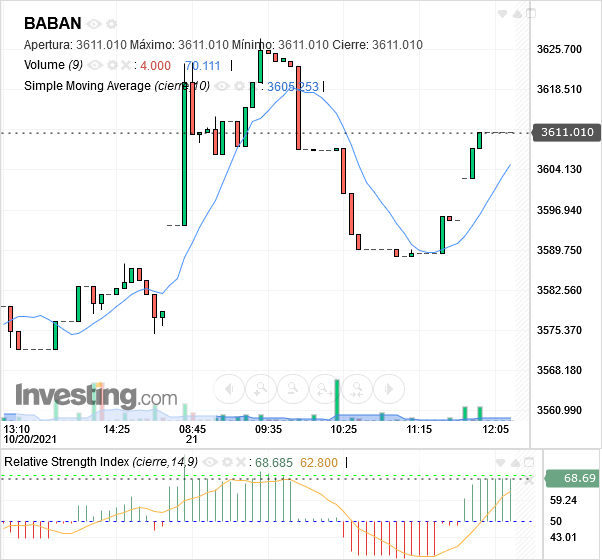 BABAN
Apertura: 3611.010 Máximo: 3611.010 Mínimo: 3611.010 Cierre: 3611.010
Volume (9) 4.000 70.111
Simple Moving Average (cierre,10) 3605.253
3625.700
3618.510
3611.010
3604.130
3596.940
3589.750
3582.560
3575.370
3568.180
3560.990
Investing.com
13:10 14:25 08:45 09:35 10:25 11:15 12:05
10/20/2021 21
Relative Strength Index (cierre,14,9) 68.685 62.800
68.69
59.24
50
43.01